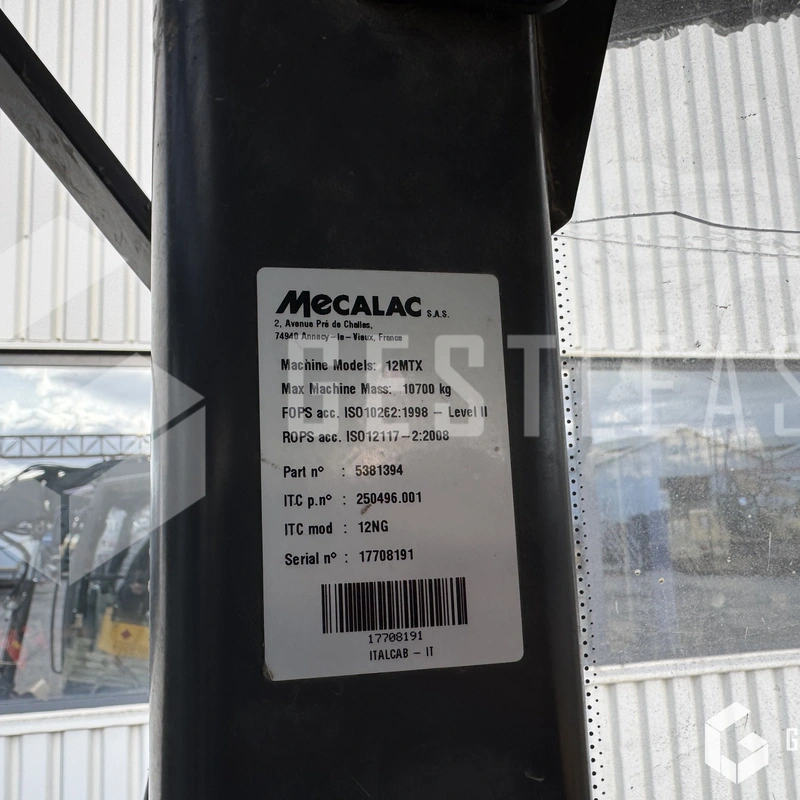 MECALAC S.A.S.
2, Avenue Pré de Challes,
74940 Annecy-le-Vieux, France
Machine Models: 12MTX
Max Machine Mass: 10700 kg
FOPS acc. ISO10262:1998 - Level II
ROPS acc. ISO12117-2:2008
Part n° : 5381394
ITC p.n° : 250496.001
ITC mod : 12NG
Serial n° : 17708191
17708191
ITALCAB - IT
GESTLEAS
G